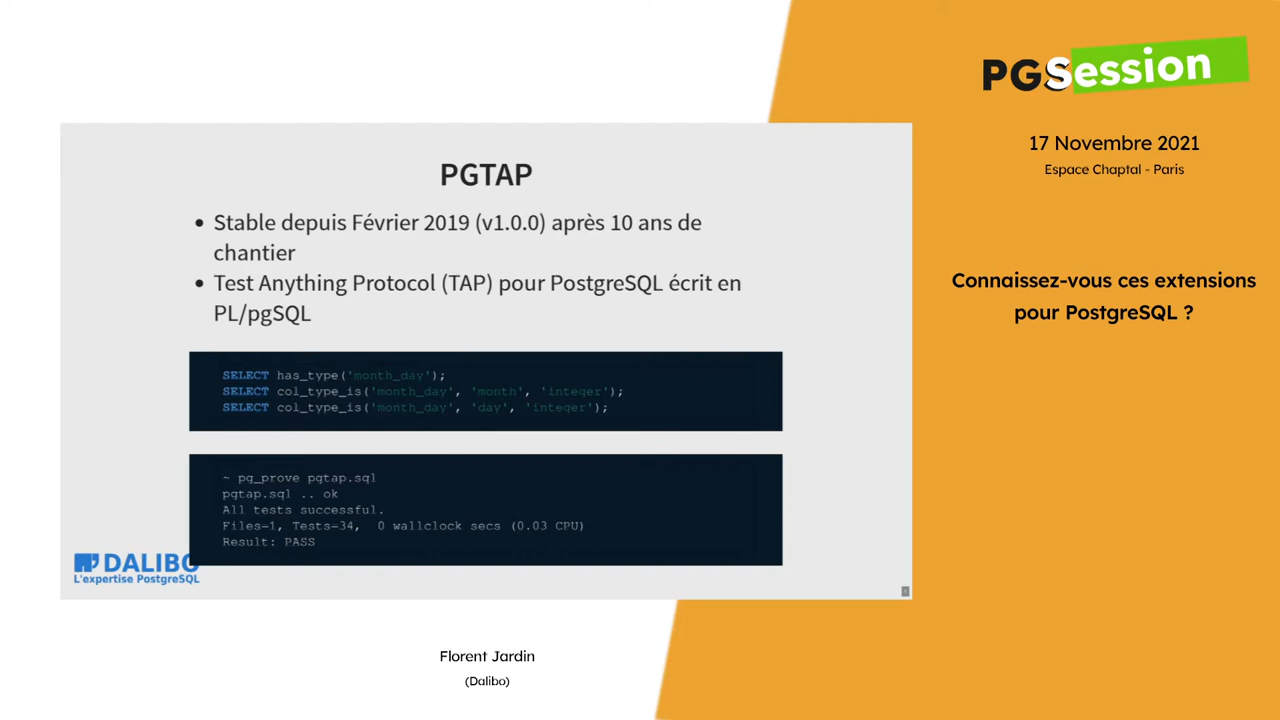 PGSession
17 Novembre 2021
Espace Chaptal - Paris
Connaissez-vous ces extensions
pour PostgreSQL ?
PGTAP
• Stable depuis Février 2019 (v1.0.0) après 10 ans de
chantier
• Test Anything Protocol (TAP) pour PostgreSQL écrit en
PL/pgSQL
SELECT has_type('month_day');
SELECT col_type_is('month_day', 'month', 'integer');
SELECT col_type_is('month_day', 'day', 'integer');
~ pg_prove pgtap.sql
pgtap.sql .. ok
All tests successful.
Files=1, Tests=34,  0 wallclock secs (0.03 CPU)
Result: PASS
DALIBO
L'expertise PostgreSQL
Florent Jardin
(Dalibo)